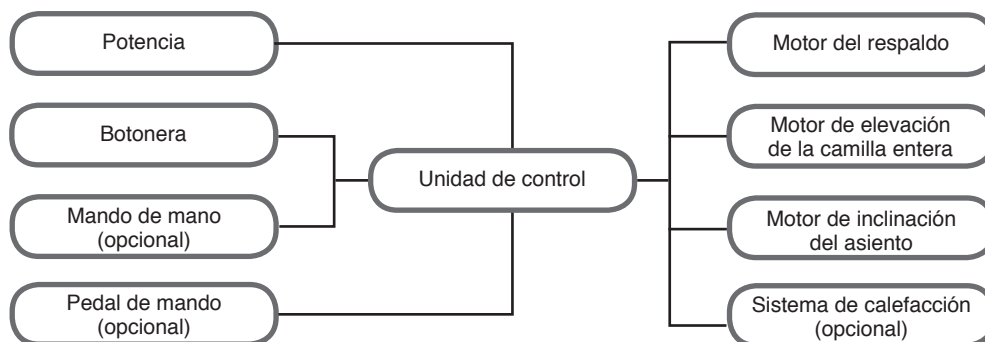 Potencia
Botonera
Mando de mano
(opcional)
Pedal de mando
(opcional)
Unidad de control
Motor del respaldo
Motor de elevación
de la camilla entera
Motor de inclinación
del asiento
Sistema de calefacción
(opcional)